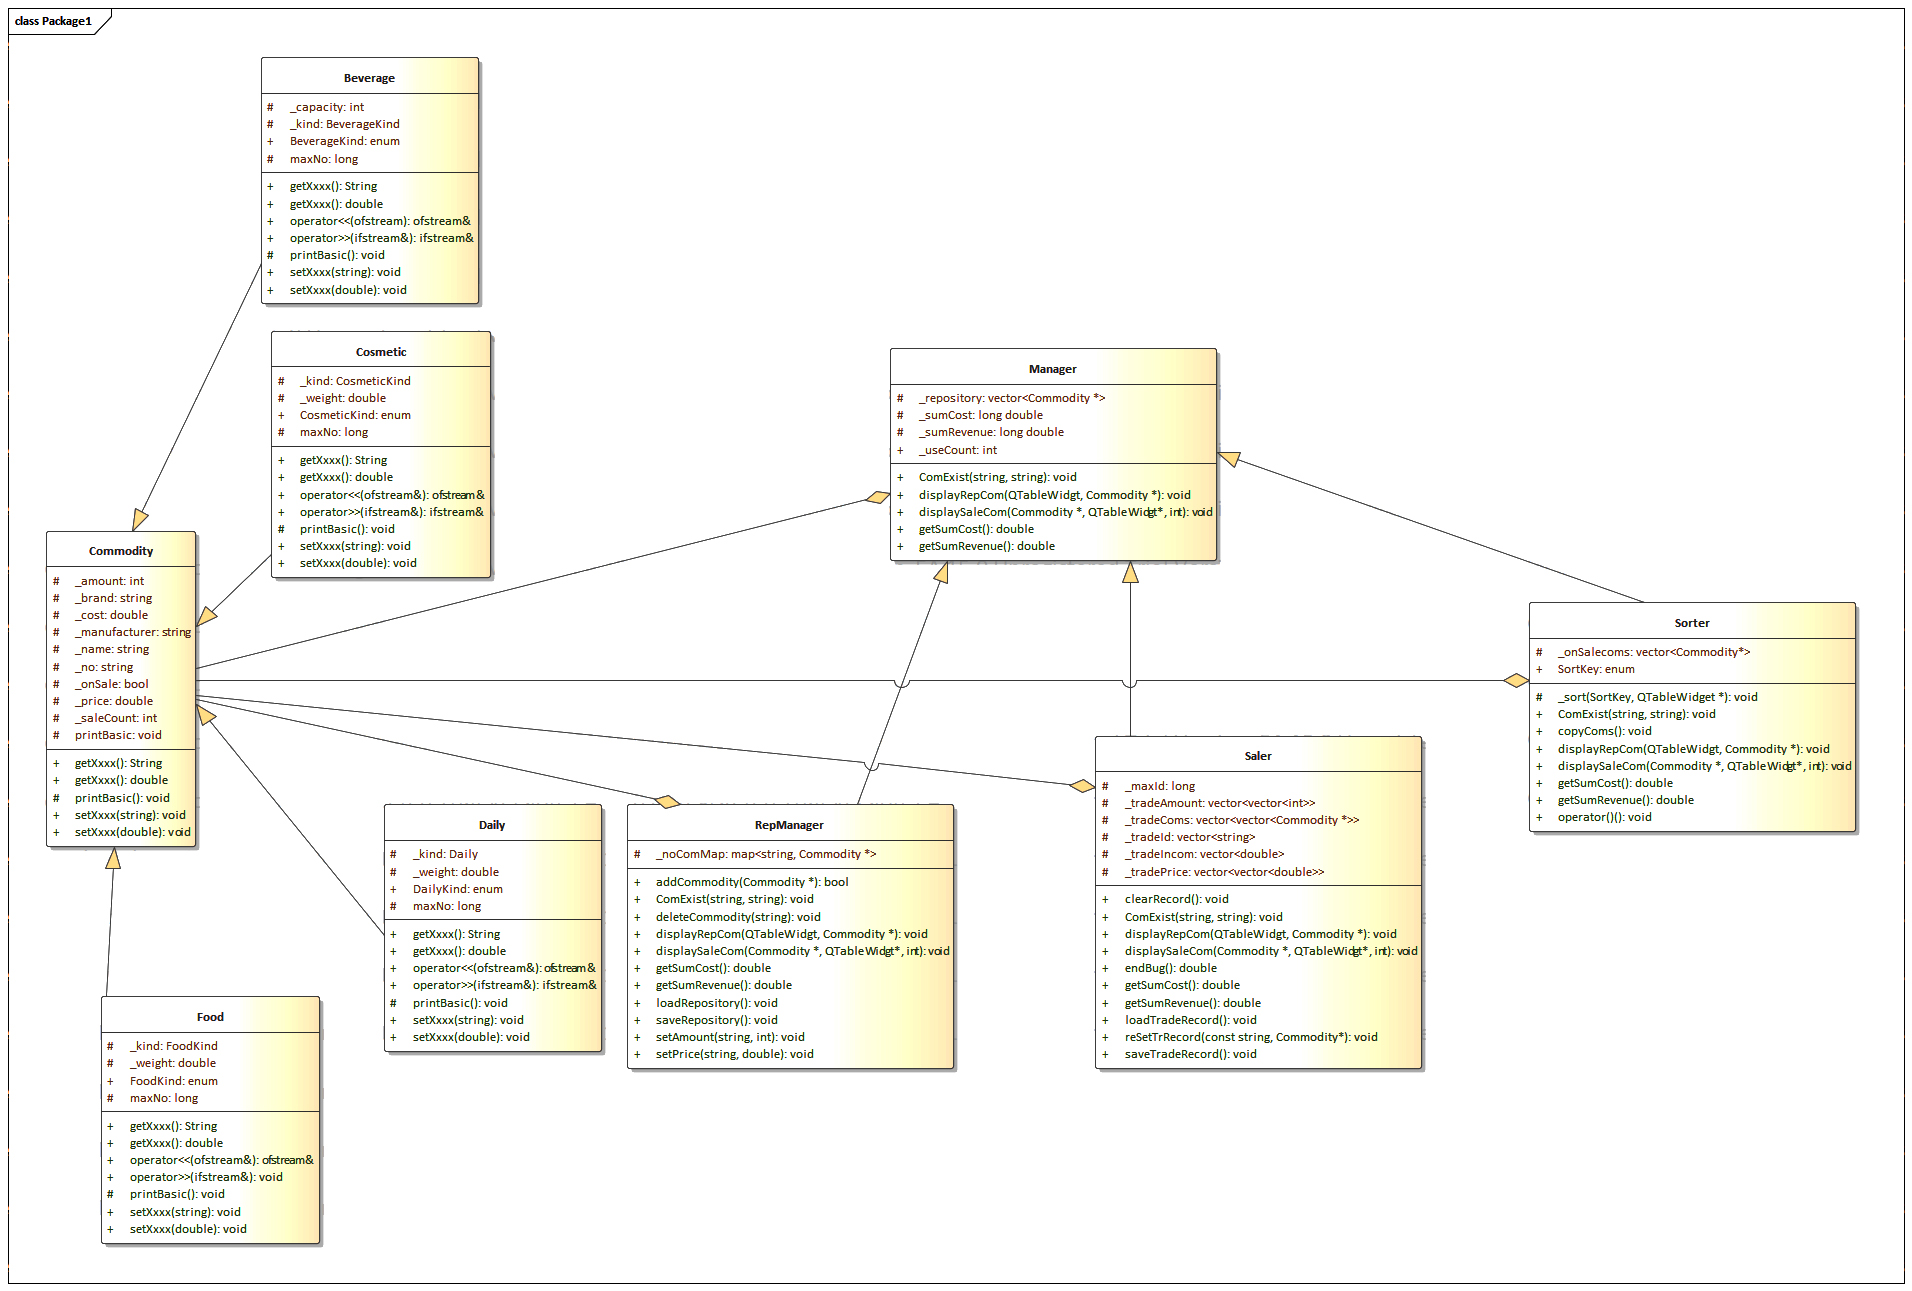 class Package1
Beverage
# _capacity: int
# _kind: BeverageKind
+ BeverageKind: enum
# maxNo: long
+ getXxxx(): String
+ getXxxx(): double
+ operator<<(ofstream): ofstream&
+ operator>>(ifstream&): ifstream&
# printBasic(): void
+ setXxxx(string): void
+ setXxxx(double): void
Cosmetic
# _kind: CosmeticKind
# _weight: double
+ CosmeticKind: enum
# maxNo: long
+ getXxxx(): String
+ getXxxx(): double
+ operator<<(ofstream&): ofstream&
+ operator>>(ifstream&): ifstream&
# printBasic(): void
+ setXxxx(string): void
+ setXxxx(double): void
Manager
# _repository: vector<Commodity *>
# _sumCost: long double
# _sumRevenue: long double
+ _useCount: int
+ ComExist(string, string): void
+ displayRepCom(QTableWidgt, Commodity *): void
+ displaySaleCom(Commodity *, QTableWidgt*, int): void
+ getSumCost(): double
+ getSumRevenue(): double
Commodity
# _amount: int
# _brand: string
# _cost: double
# _manufacturer: string
# _name: string
# _no: string
# _onSale: bool
# _price: double
# _saleCount: int
# printBasic: void
+ getXxxx(): String
+ getXxxx(): double
# printBasic(): void
+ setXxxx(string): void
+ setXxxx(double): void
Sorter
# _onSalecoms: vector<Commodity*>
+ SortKey: enum
# _sort(SortKey, QTableWidget *): void
+ ComExist(string, string): void
+ copyComs(): void
+ displayRepCom(QTableWidgt, Commodity *): void
+ displaySaleCom(Commodity *, QTableWidgt*, int): void
+ getSumCost(): double
+ getSumRevenue(): double
+ operator()(): void
Saler
# _maxId: long
# _tradeAmount: vector<vector<int>>
# _tradeComs: vector<vector<Commodity *>>
# _tradeId: vector<string>
# _tradeIncom: vector<double>
# _tradePrice: vector<vector<double>>
+ clearRecord(): void
+ ComExist(string, string): void
+ displayRepCom(QTableWidgt, Commodity *): void
+ displaySaleCom(Commodity *, QTableWidgt*, int): void
+ endBug(): double
+ getSumCost(): double
+ getSumRevenue(): double
+ loadTradeRecord(): void
+ reSetTrRecord(const string, Commodity*): void
+ saveTradeRecord(): void
Daily
# _kind: Daily
# _weight: double
+ DailyKind: enum
# maxNo: long
+ getXxxx(): String
+ getXxxx(): double
+ operator<<(ofstream&): ofstream&
+ operator>>(ifstream&): ifstream&
# printBasic(): void
+ setXxxx(string): void
+ setXxxx(double): void
RepManager
# _noComMap: map<string, Commodity *>
+ addCommodity(Commodity *): bool
+ ComExist(string, string): void
+ deleteCommodity(string): void
+ displayRepCom(QTableWidgt, Commodity *): void
+ displaySaleCom(Commodity *, QTableWidgt*, int): void
+ getSumCost(): double
+ getSumRevenue(): double
+ loadRepository(): void
+ saveRepository(): void
+ setAmount(string, int): void
+ setPrice(string, double): void
Food
# _kind: FoodKind
# _weight: double
+ FoodKind: enum
# maxNo: long
+ getXxxx(): String
+ getXxxx(): double
+ operator<<(ofstream&): ofstream&
+ operator>>(ifstream&): void
# printBasic(): void
+ setXxxx(string): void
+ setXxxx(double): void